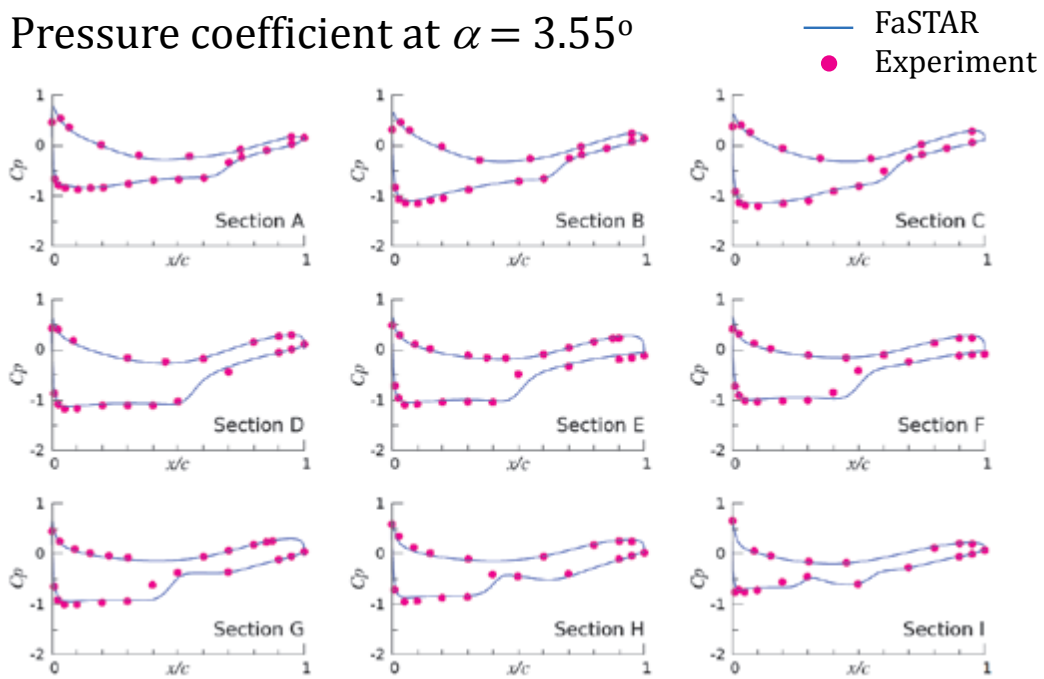 Pressure coefficient at α = 3.55°
FaSTAR
Experiment
1
0
-1
-2
Cp
Section A
0
x/c
1
1
0
-1
-2
Cp
Section B
0
x/c
1
1
0
-1
-2
Cp
Section C
0
x/c
1
1
0
-1
-2
Cp
Section D
0
x/c
1
1
0
-1
-2
Cp
Section E
0
x/c
1
1
0
-1
-2
Cp
Section F
0
x/c
1
1
0
-1
-2
Cp
Section G
0
x/c
1
1
0
-1
-2
Cp
Section H
0
x/c
1
1
0
-1
-2
Cp
Section I
0
x/c
1